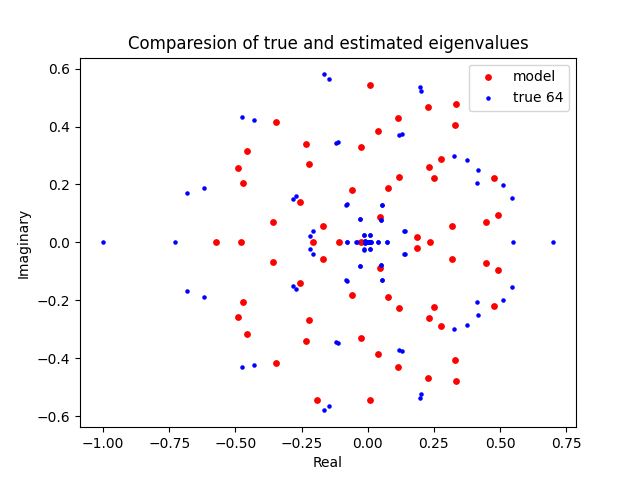 Comparesion of true and estimated eigenvalues
model
true 64
0.6
0.4
0.2
0.0
−0.2
−0.4
−0.6
Imaginary
−1.00 −0.75 −0.50 −0.25 0.00 0.25 0.50 0.75
Real